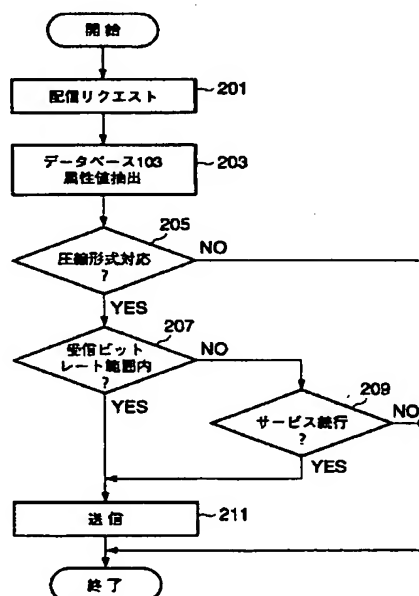 開始
配信リクエスト
201
データベース103
属性値抽出
203
205
圧縮形式対応
?
NO
YES
207
受信ビット
レート範囲内
?
NO
YES
209
サービス続行
?
NO
YES
送信
211
終了